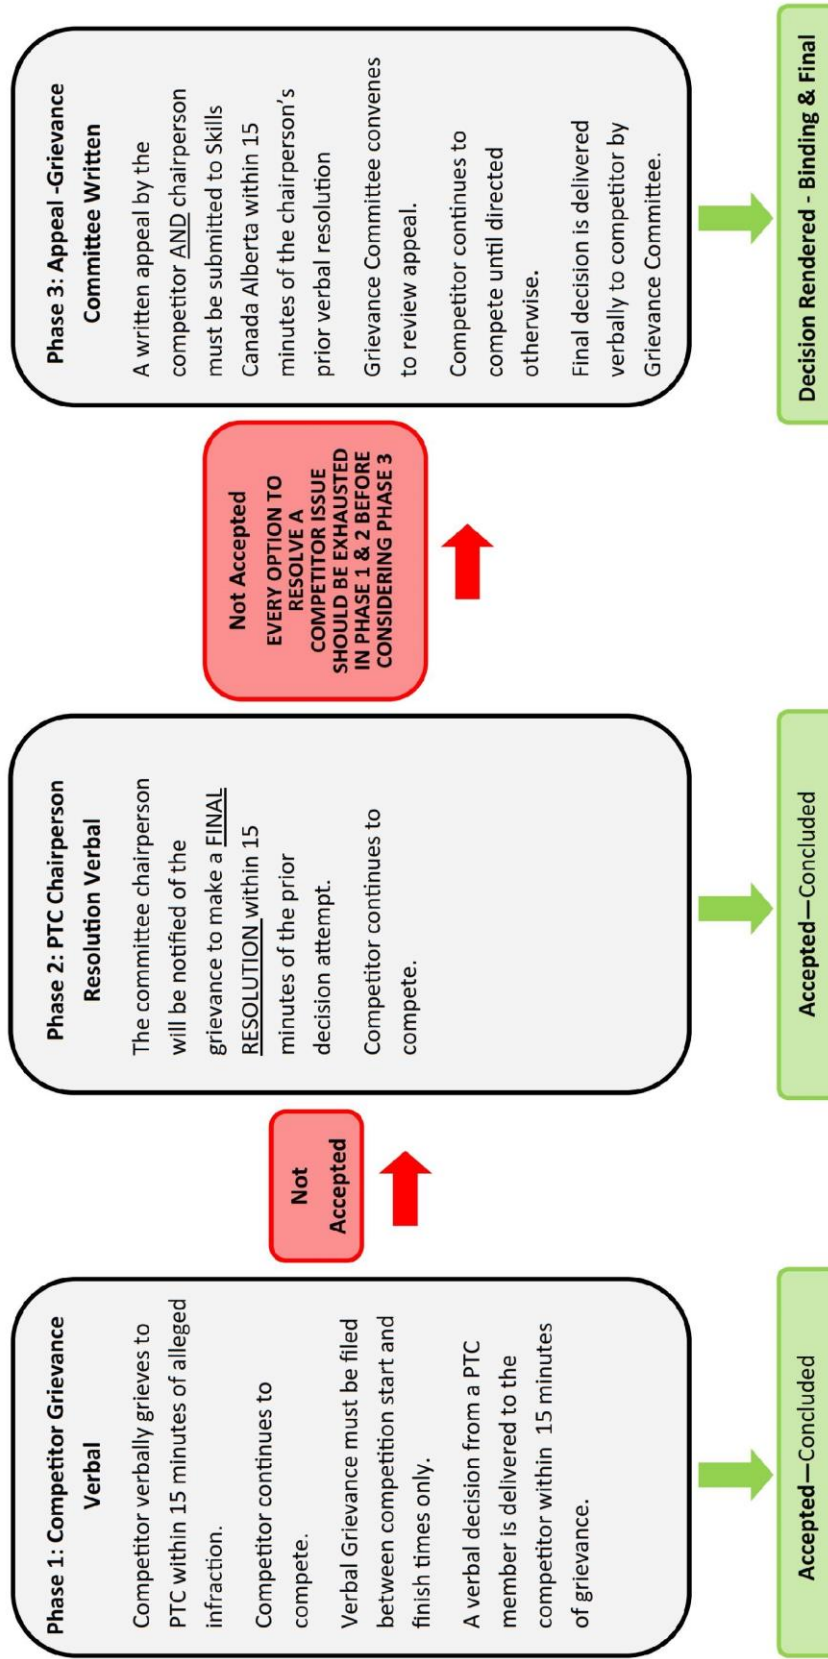 Phase 1: Competitor Grievance
Verbal
Competitor verbally grieves to
PTC within 15 minutes of alleged
infraction.
Competitor continues to
compete.
Verbal Grievance must be filed
between competition start and
finish times only.
A verbal decision from a PTC
member is delivered to the
competitor within 15 minutes
of grievance.
Accepted—Concluded
Not
Accepted
Phase 2: PTC Chairperson
Resolution Verbal
The committee chairperson
will be notified of the
grievance to make a FINAL
RESOLUTION within 15
minutes of the prior
decision attempt.
Competitor continues to
compete.
Accepted—Concluded
Not Accepted
EVERY OPTION TO
RESOLVE A
COMPETITOR ISSUE
SHOULD BE EXHAUSTED
IN PHASE 1 & 2 BEFORE
CONSIDERING PHASE 3
Phase 3: Appeal -Grievance
Committee Written
A written appeal by the
competitor AND chairperson
must be submitted to Skills
Canada Alberta within 15
minutes of the chairperson’s
prior verbal resolution
Grievance Committee convenes
to review appeal.
Competitor continues to
compete until directed
otherwise.
Final decision is delivered
verbally to competitor by
Grievance Committee.
Decision Rendered - Binding & Final